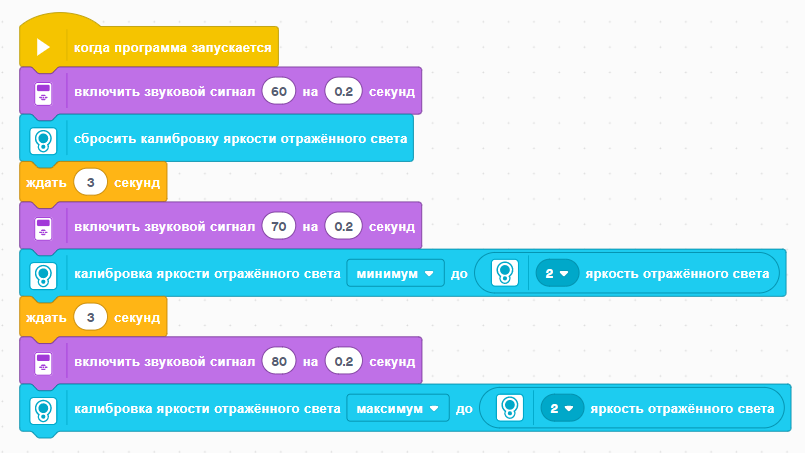 когда программа запускается
включить звуковой сигнал 60 на 0.2 секунд
сбросить калибровку яркости отражённого света
ждать 3 секунд
включить звуковой сигнал 70 на 0.2 секунд
калибровка яркости отражённого света минимум до 2 яркость отражённого света
ждать 3 секунд
включить звуковой сигнал 80 на 0.2 секунд
калибровка яркости отражённого света максимум до 2 яркость отражённого света